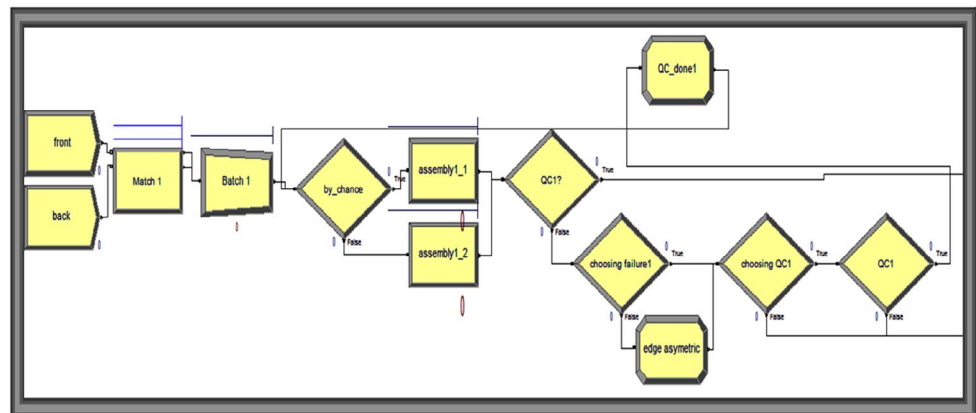 QC_done1
front
back
Match 1
Batch 1
0
0
0
by_chance
0
True
0
False
assembly1_1
assembly1_2
0
0
QC1?
0
True
0
False
choosing failure1
0
True
0
False
edge asymetric
choosing QC1
0
True
0
False
QC1
0
True
0
False